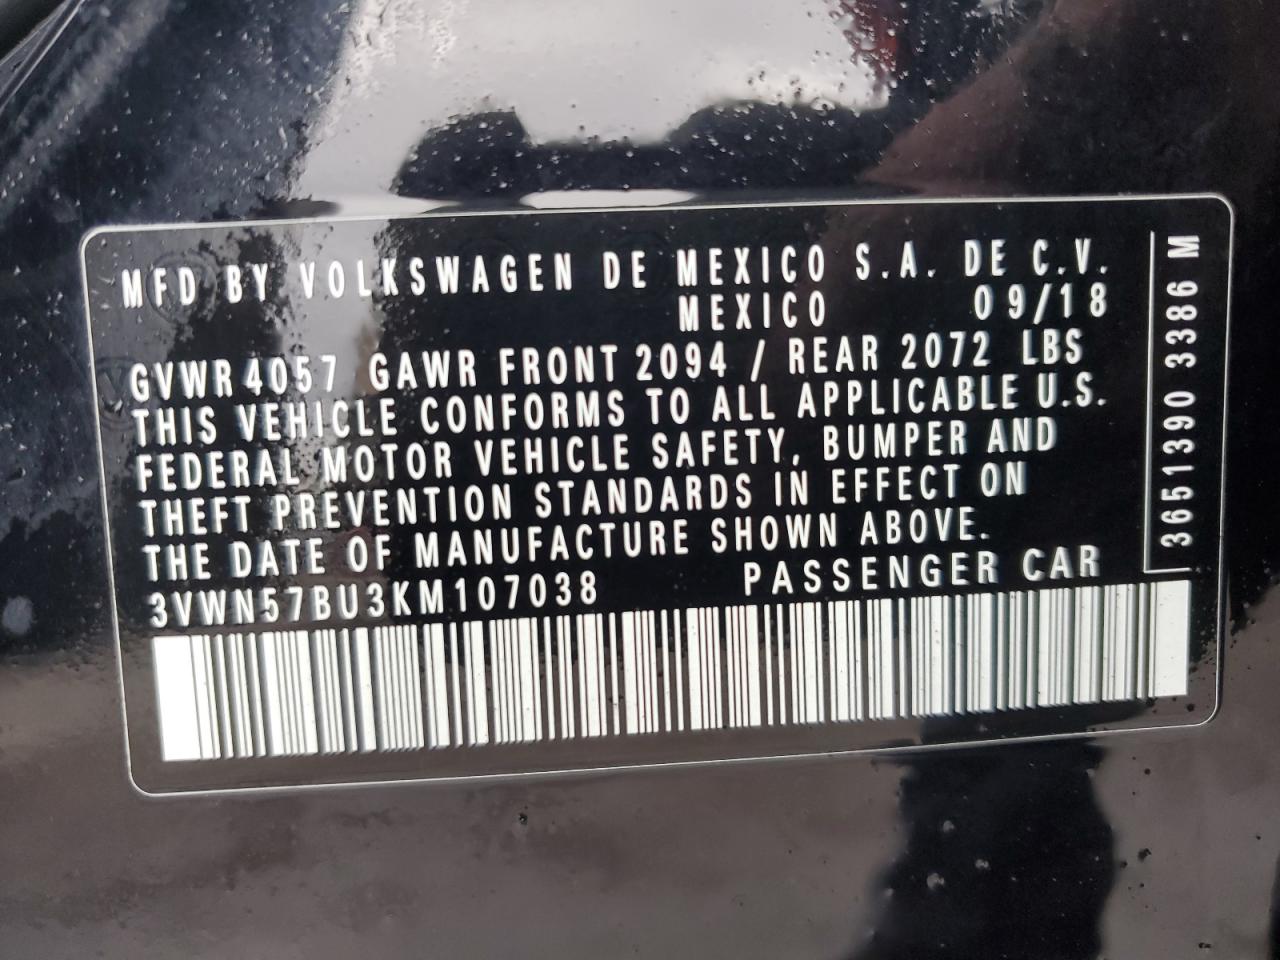 MFD BY VOLKSWAGEN DE MEXICO S.A. DE C.V.
MEXICO 09/18
GVWR 4057 GAWR FRONT 2094 / REAR 2072 LBS
THIS VEHICLE CONFORMS TO ALL APPLICABLE U.S.
FEDERAL MOTOR VEHICLE SAFETY, BUMPER AND
THEFT PREVENTION STANDARDS IN EFFECT ON
THE DATE OF MANUFACTURE SHOWN ABOVE.
3VWN57BU3KM107038 PASSENGER CAR
3651390 3386 M